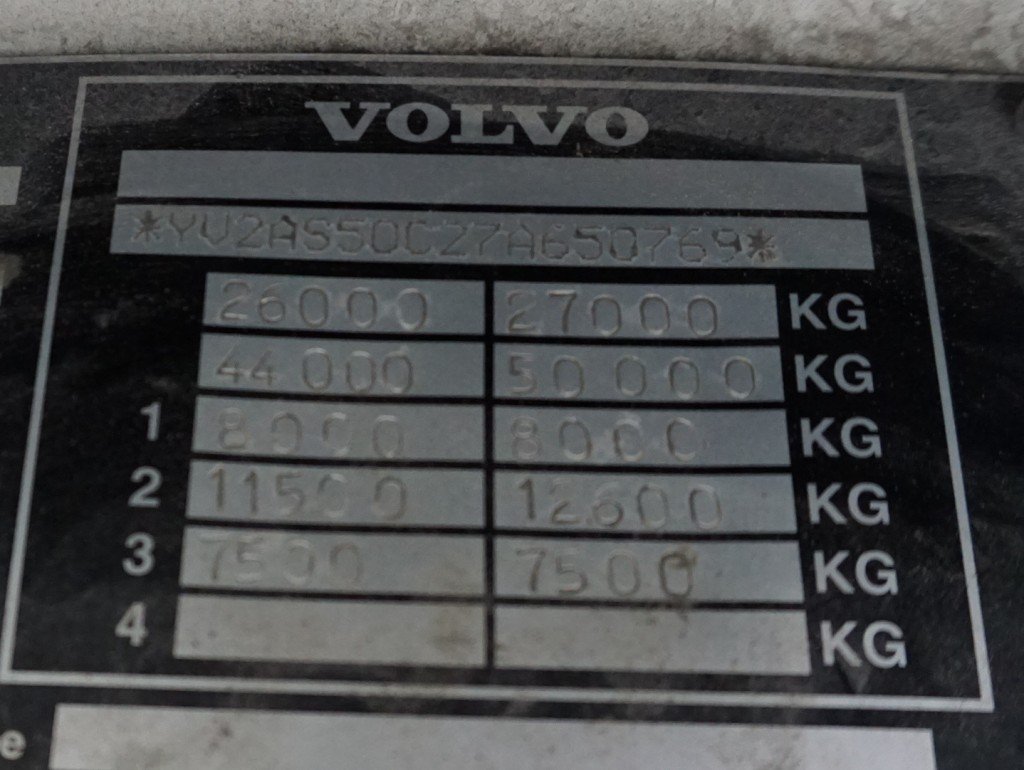 VOLVO
*YV2AS50C27A650769*
26000 27000 KG
44000 50000 KG
1 8000 8000 KG
2 11500 12600 KG
3 7500 7500 KG
4 KG
e